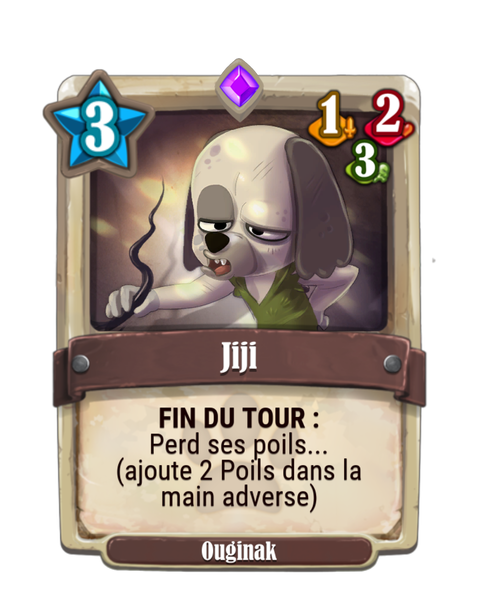 3
1
2
3
Jiji
FIN DU TOUR :
Perd ses poils...
(ajoute 2 Poils dans la
main adverse)
Ouginak